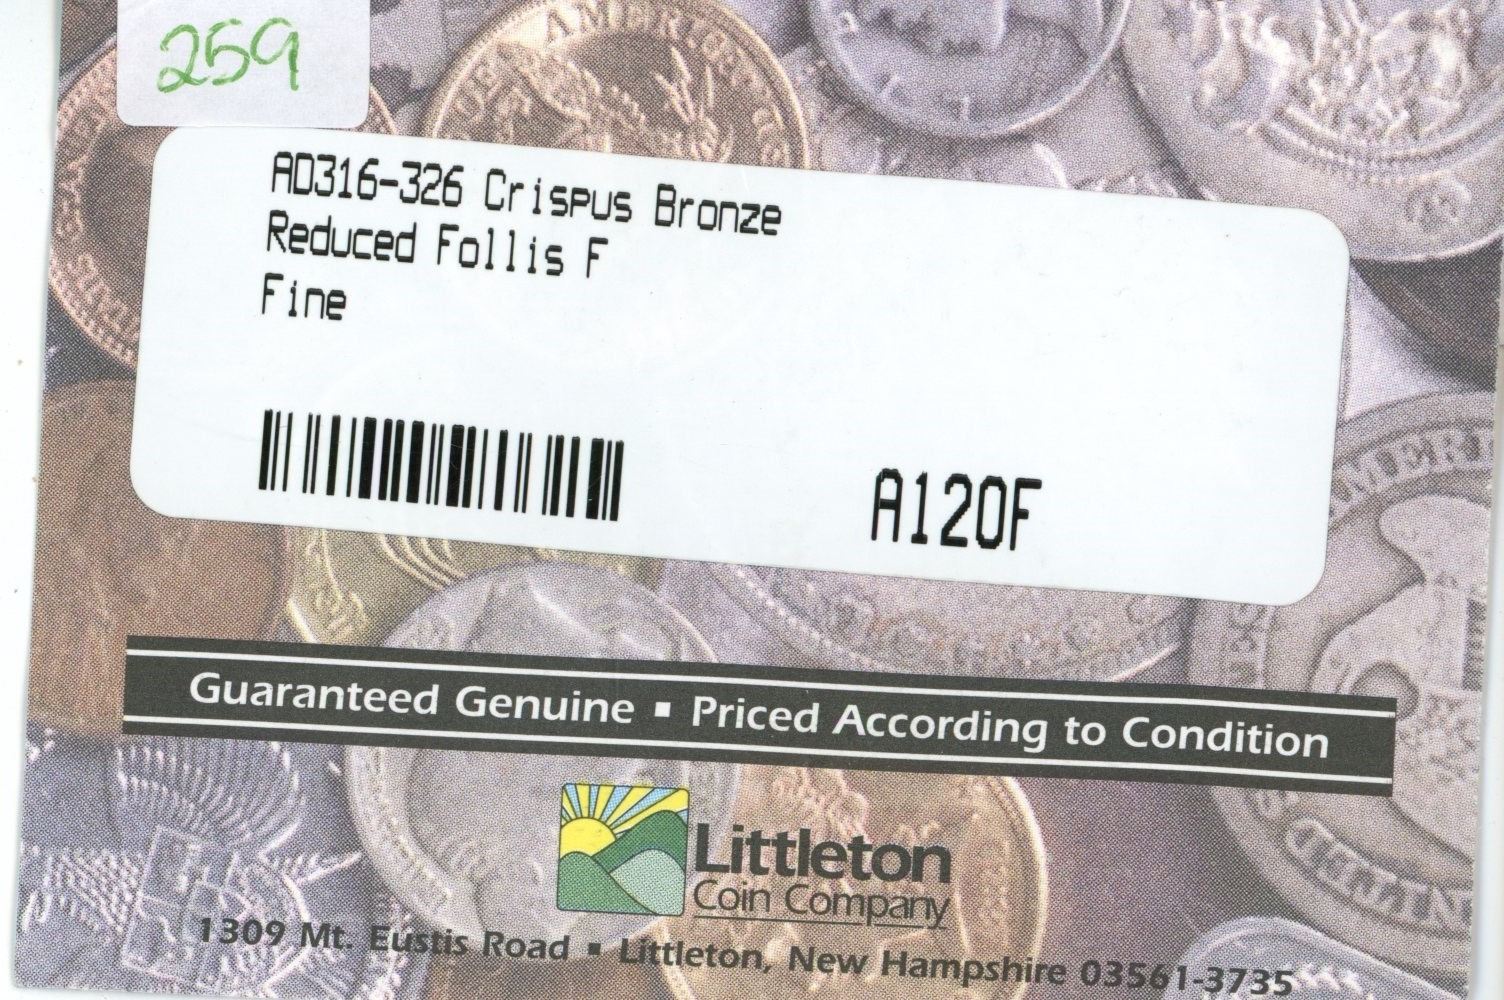 259
AMERICA
AD316-326 Crispus Bronze
Reduced Follis F
Fine
A120F
Guaranteed Genuine ▪ Priced According to Condition
Littleton
Coin Company
1309 Mt. Eustis Road ▪ Littleton, New Hampshire 03561-3735